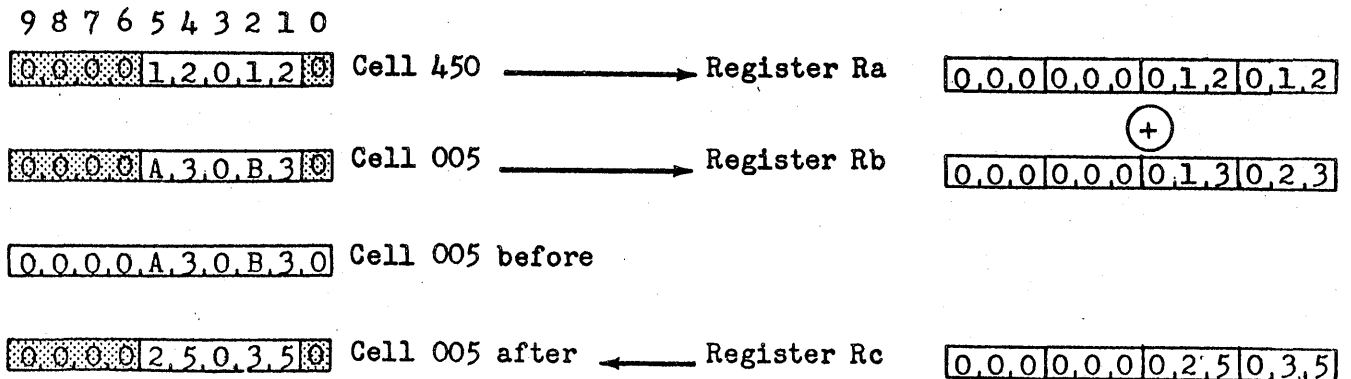 9 8 7 6 5 4 3 2 1 0
0,0,0,0,1,2,0,1,2,0 Cell 450 Register Ra 0,0,0,0,0,0,0,1,2,0,1,2
+
0,0,0,0,A,3,0,B,3,0 Cell 005 Register Rb 0,0,0,0,0,0,0,1,3,0,2,3
0,0,0,0,A,3,0,B,3,0 Cell 005 before
0,0,0,0,2,5,0,3,5,0 Cell 005 after Register Rc 0,0,0,0,0,0,0,2,5,0,3,5